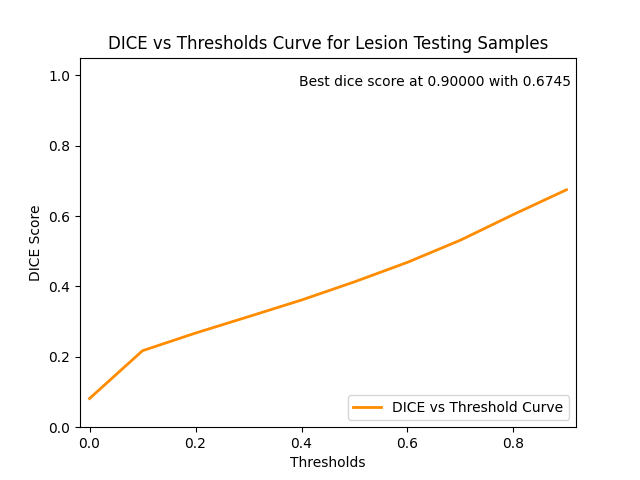 DICE vs Thresholds Curve for Lesion Testing Samples
Best dice score at 0.90000 with 0.6745
1.0
0.8
0.6
0.4
0.2
0.0
DICE Score
DICE vs Threshold Curve
0.0 0.2 0.4 0.6 0.8
Thresholds